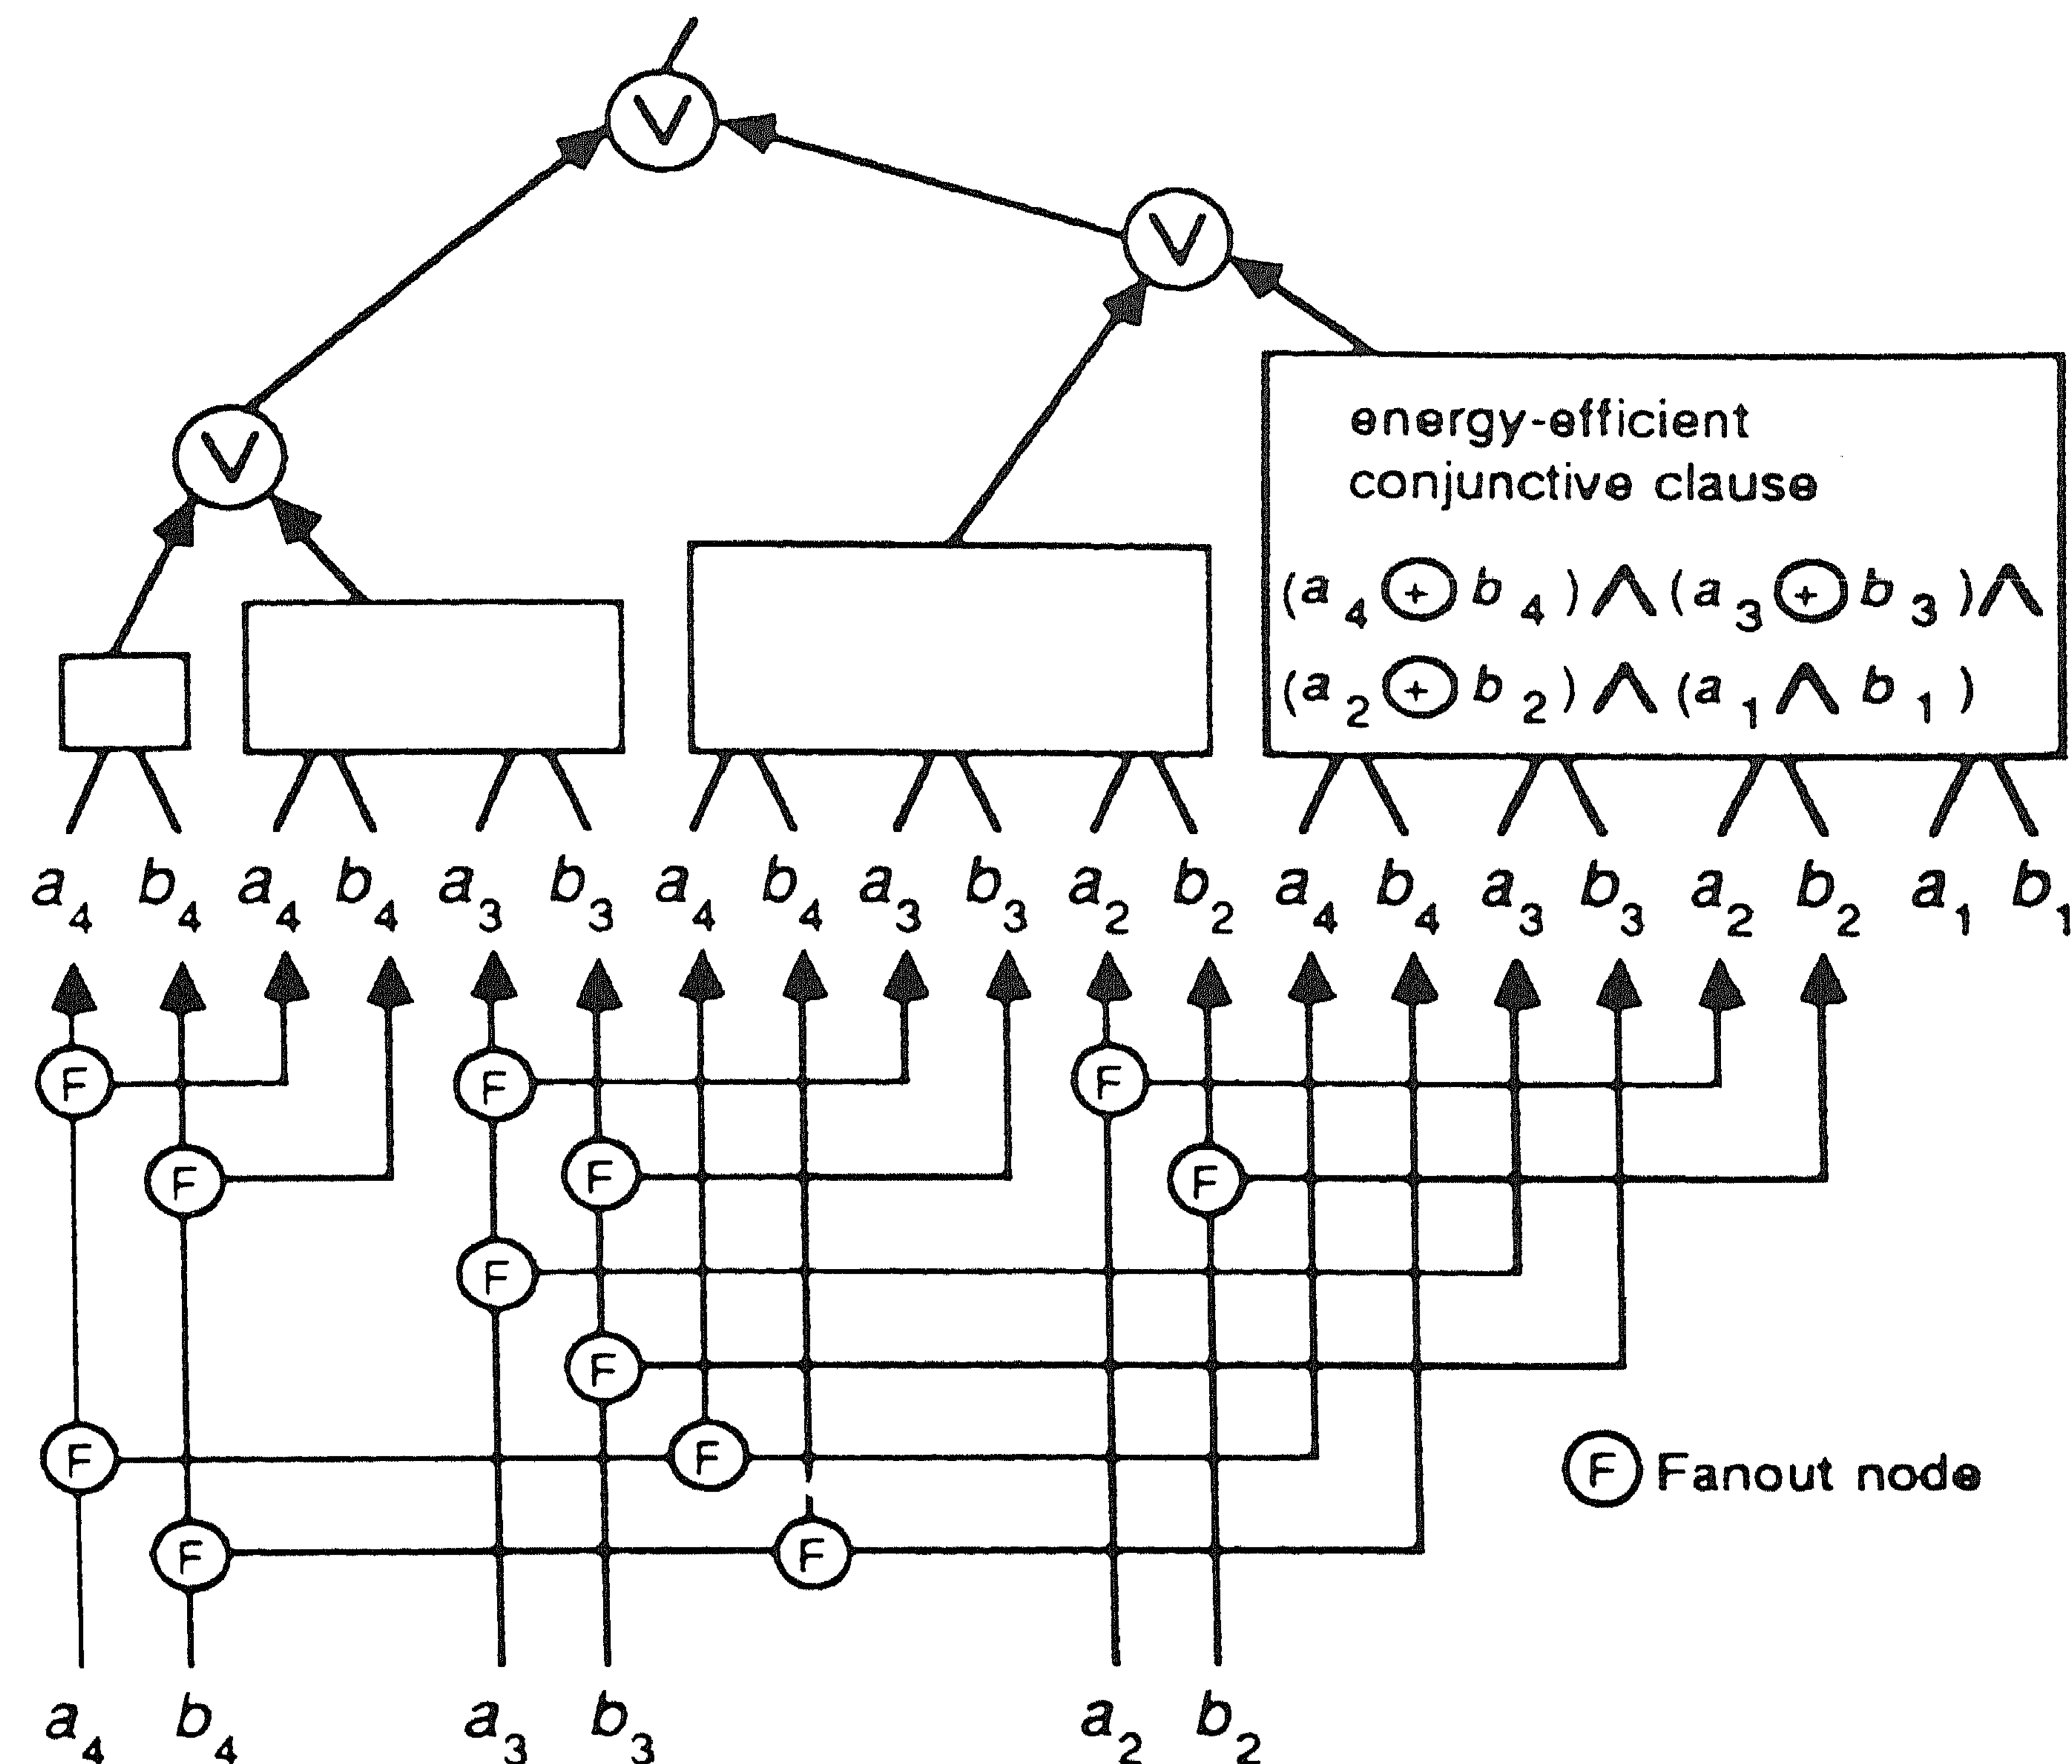 V
V
V
energy-efficient
conjunctive clause
(a4 ⊕ b4) ∧ (a3 ⊕ b3) ∧
(a2 ⊕ b2) ∧ (a1 ∧ b1)
a4 b4 a4 b4 a3 b3 a4 b4 a3 b3 a2 b2 a4 b4 a3 b3 a2 b2 a1 b1
F F F
F F F
F
F
F F
F Fanout node
F F
a4 b4 a3 b3 a2 b2